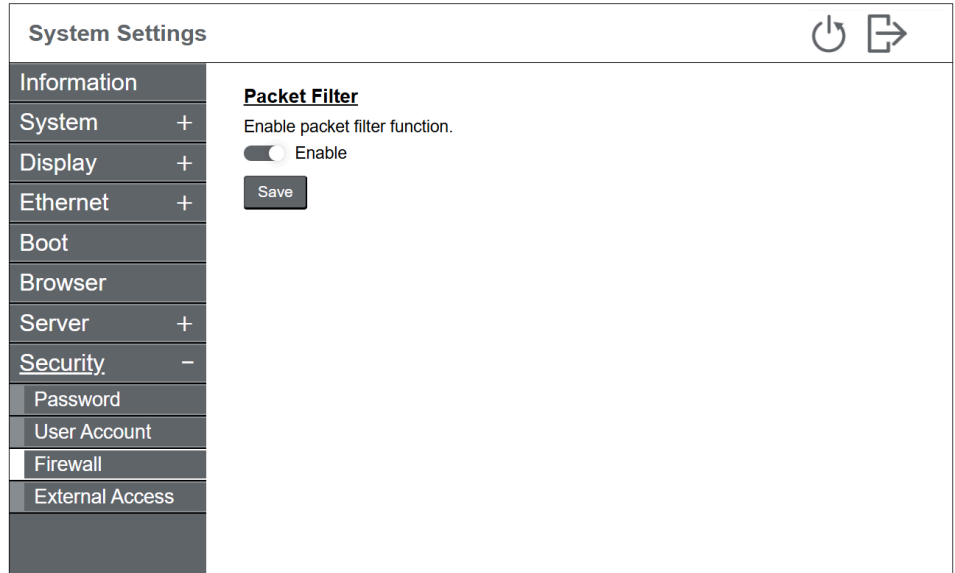 System Settings
Information
System +
Display +
Ethernet +
Boot
Browser
Server +
Security -
Password
User Account
Firewall
External Access
Packet Filter
Enable packet filter function.
Enable
Save